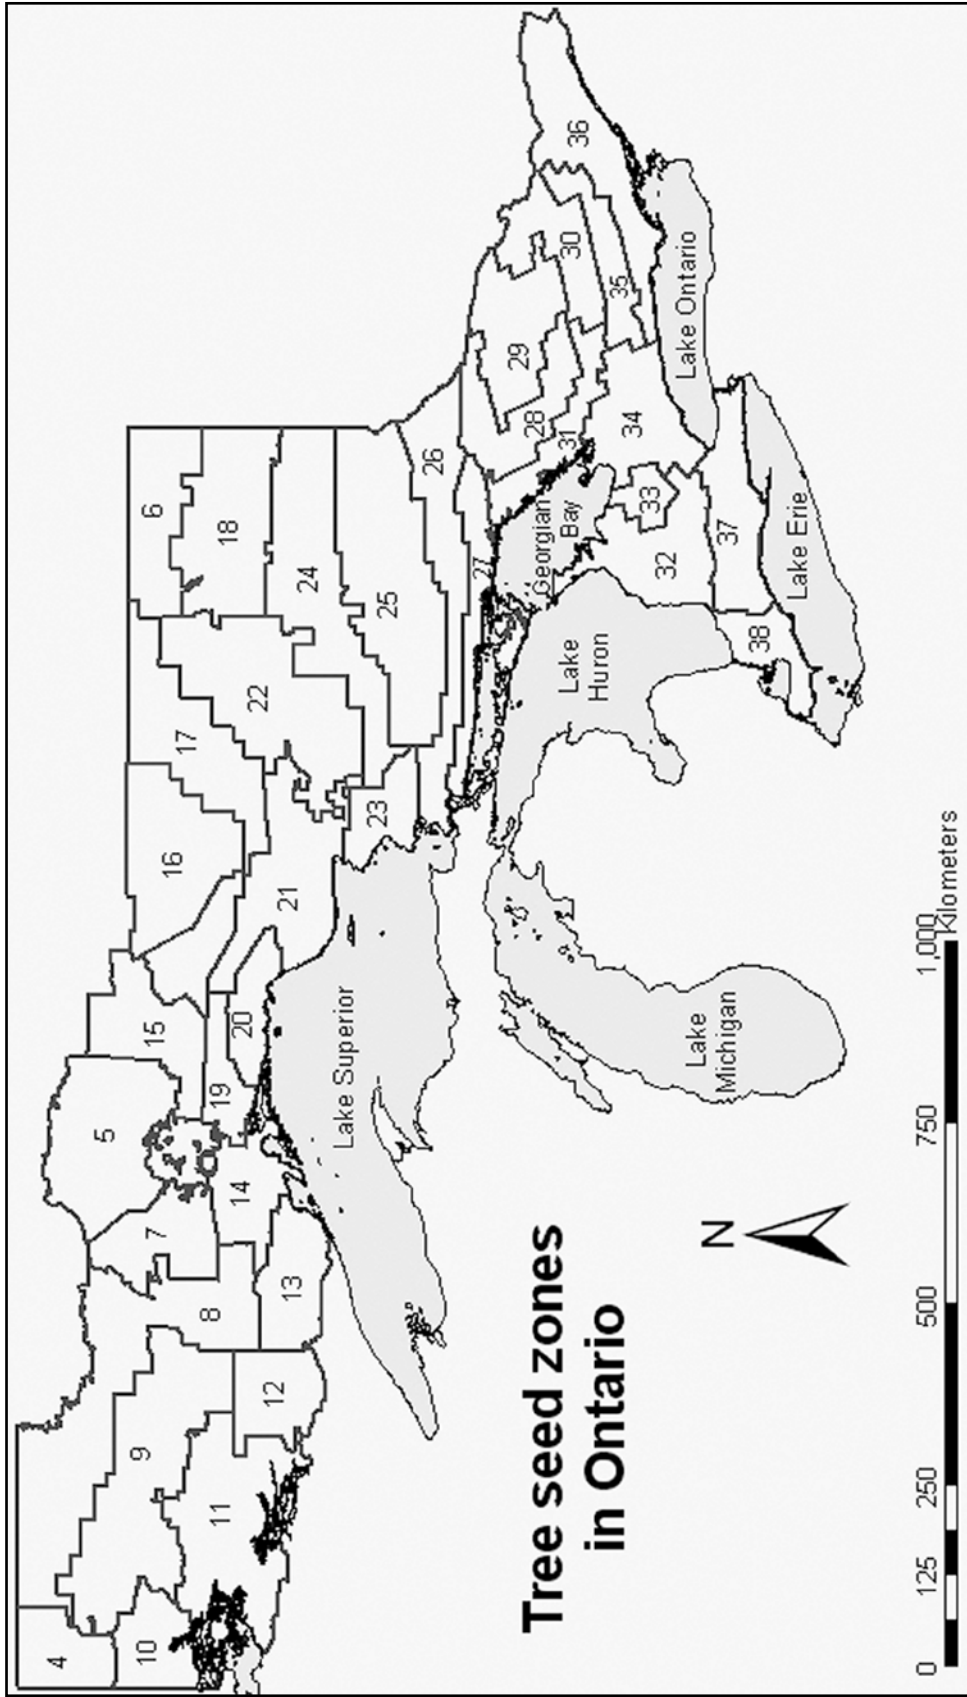 4
10
9
11
12
8
13
7
14
5
19
20
15
16
21
17
22
23
6
18
24
25
26
27
28
29
31
30
35
36
34
33
32
37
38
Lake Superior
Lake
Michigan
Lake
Huron
Georgian
Bay
Lake Erie
Lake Ontario
Tree seed zones
in Ontario
N
0 125 250 500 750 1,000
Kilometers